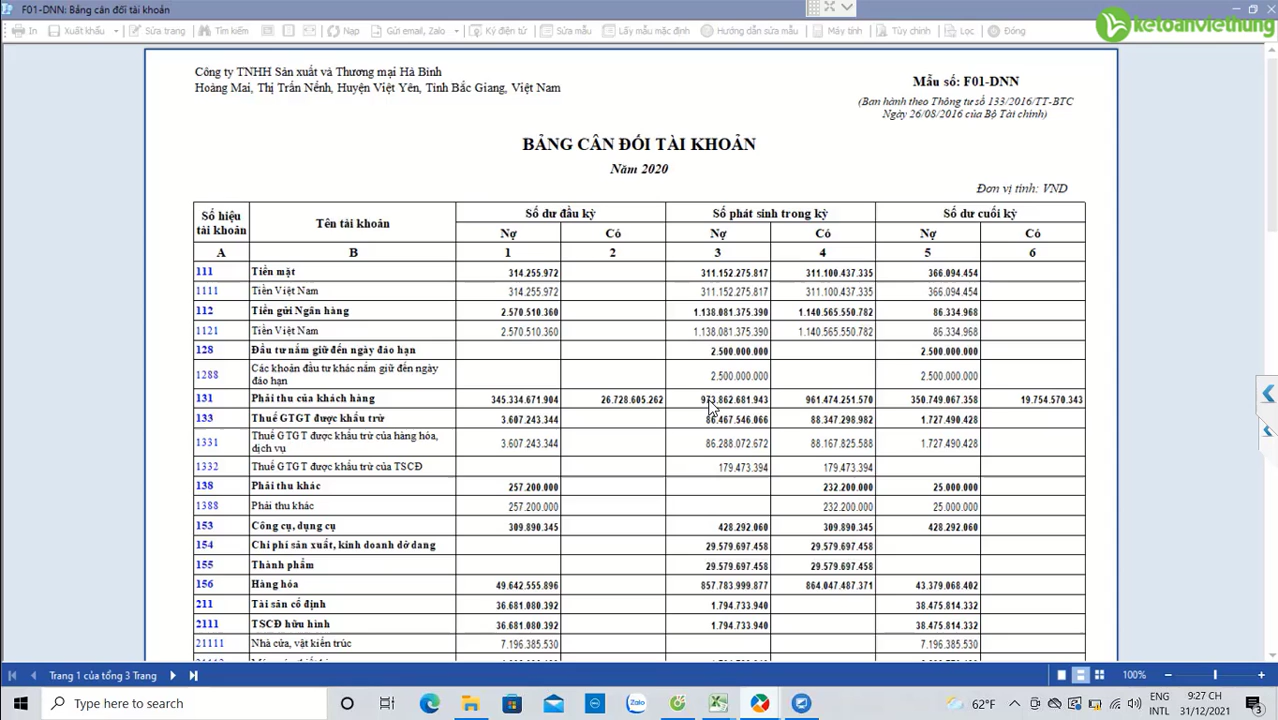 F01-DNN: Bảng cân đối tài khoản
In Xuất khẩu Sửa trang Tìm kiếm Nạp Gửi email, Zalo Ký điện tử Sửa mẫu Lấy mẫu mặc định Hướng dẫn sửa mẫu Máy tính Tùy chỉnh Lọc Đóng
ketoanviethung
Công ty TNHH Sản xuất và Thương mại Hà Bình
Mẫu số: F01-DNN
Hoàng Mai, Thị Trấn Nếnh, Huyện Việt Yên, Tỉnh Bắc Giang, Việt Nam
(Ban hành theo Thông tư số 133/2016/TT-BTC
Ngày 26/08/2016 của Bộ Tài chính)
BẢNG CÂN ĐỐI TÀI KHOẢN
Năm 2020
Đơn vị tính: VND
Số hiệu tài khoản Tên tài khoản Số dư đầu kỳ Số phát sinh trong kỳ Số dư cuối kỳ
Nợ Có Nợ Có Nợ Có
A B 1 2 3 4 5 6
111 Tiền mặt 314.255.972 311.152.275.817 311.100.437.335 366.094.454
1111 Tiền Việt Nam 314.255.972 311.152.275.817 311.100.437.335 366.094.454
112 Tiền gửi Ngân hàng 2.570.510.360 1.138.081.375.390 1.140.565.550.782 86.334.968
1121 Tiền Việt Nam 2.570.510.360 1.138.081.375.390 1.140.565.550.782 86.334.968
128 Đầu tư nắm giữ đến ngày đáo hạn 2.500.000.000 2.500.000.000
1288 Các khoản đầu tư khác nắm giữ đến ngày đáo hạn 2.500.000.000 2.500.000.000
131 Phải thu của khách hàng 345.334.671.904 26.728.605.262 961.474.251.570 350.749.067.358 19.754.570.343
133 Thuế GTGT được khấu trừ 3.607.243.344 86.467.546.066 88.347.298.982 1.727.490.428
1331 Thuế GTGT được khấu trừ của hàng hóa, dịch vụ 3.607.243.344 86.288.072.672 88.167.825.588 1.727.490.428
1332 Thuế GTGT được khấu trừ của TSCĐ 179.473.394 179.473.394
138 Phải thu khác 257.200.000 232.200.000 25.000.000
1388 Phải thu khác 257.200.000 232.200.000 25.000.000
153 Công cụ, dụng cụ 309.890.345 428.292.060 309.890.345 428.292.060
154 Chi phí sản xuất, kinh doanh dở dang 29.579.697.458 29.579.697.458
155 Thành phẩm 29.579.697.458 29.579.697.458
156 Hàng hóa 49.642.555.896 857.783.999.877 864.047.487.371 43.379.068.402
211 Tài sản cố định 36.681.080.392 1.794.733.940 38.475.814.332
2111 TSCĐ hữu hình 36.681.080.392 1.794.733.940 38.475.814.332
21111 Nhà cửa, vật kiến trúc 7.196.385.530 7.196.385.530
Trang 1 của tổng 3 Trang
100%
Type here to search
Zalo
62°F
ENG
INTL
9:27 CH
31/12/2021
3